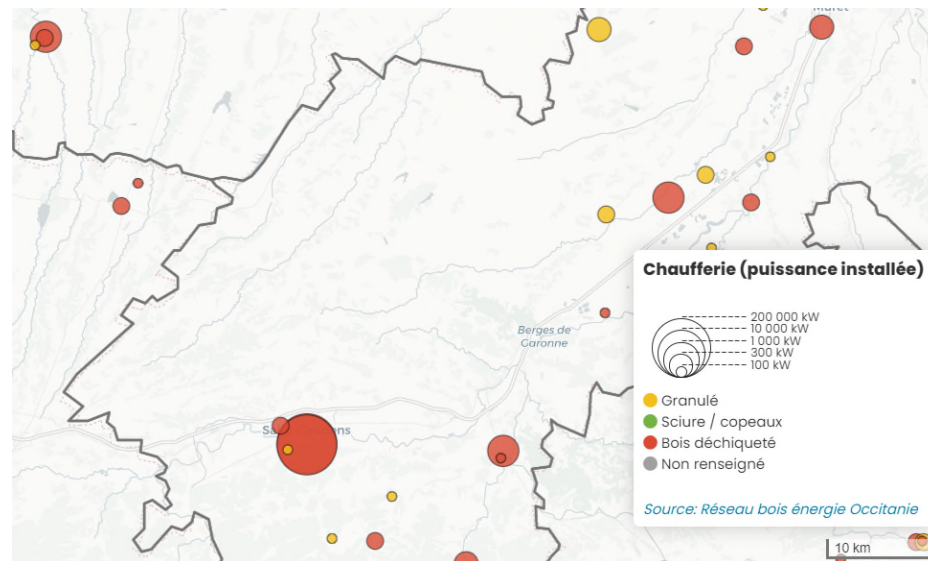 Muret
Berges de
Garonne
Chaufferie (puissance installée)
200 000 kW
10 000 kW
1 000 kW
300 kW
100 kW
Granulé
Sciure / copeaux
Bois déchiqueté
Non renseigné
Source: Réseau bois énergie Occitanie
10 km